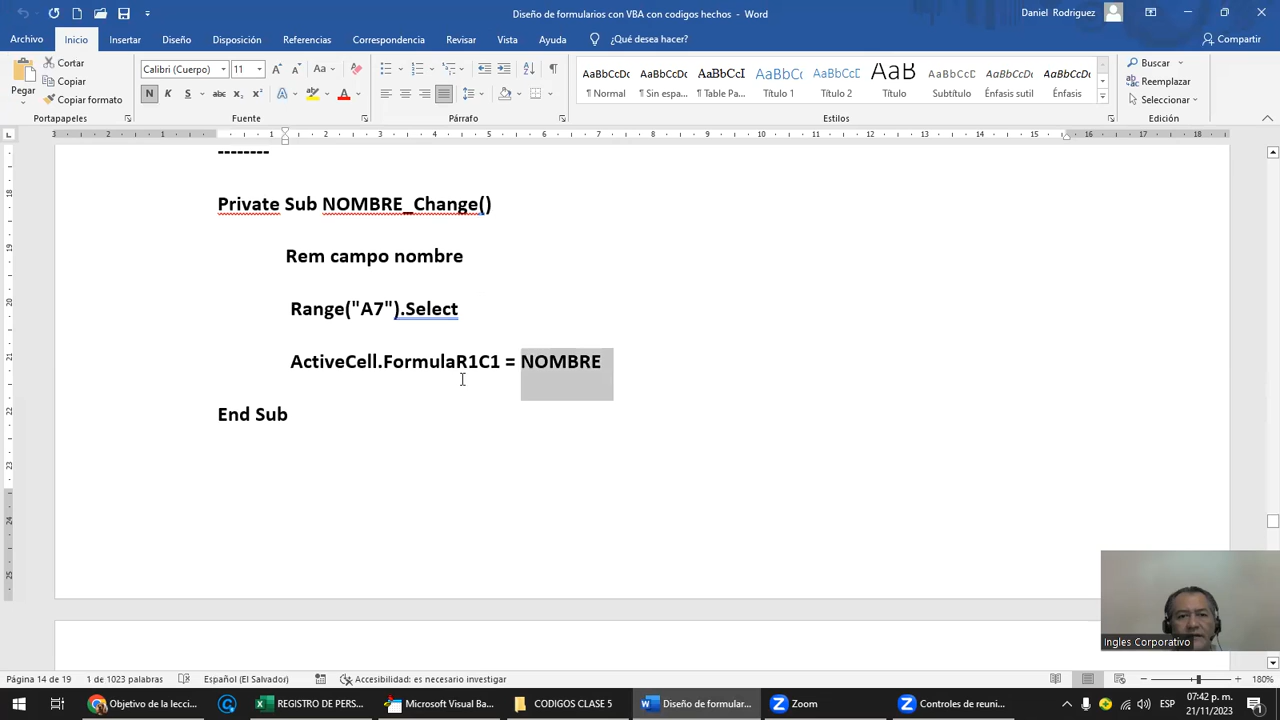 Diseño de formularios con VBA con codigos hechos - Word
Daniel Rodriguez
Archivo Inicio Insertar Diseño Disposición Referencias Correspondencia Revisar Vista Ayuda ¿Qué desea hacer? Compartir
Pegar
Cortar
Copiar
Copiar formato
Portapapeles
Calibri (Cuerpo) 11
Fuente
Párrafo
AaBbCcDc AaBbCcDc AaBbCcI AaBbCcI AaBbCcC AaB AaBbCcD AaBbCcDc AaBbCcDc
¶ Normal ¶ Sin espa... ¶ Table Pa... Título 1 Título 2 Título Subtítulo Énfasis sutil Énfasis
Estilos
Buscar
Reemplazar
Seleccionar
Edición
--------
Private Sub NOMBRE_Change()
Rem campo nombre
Range("A7").Select
ActiveCell.FormulaR1C1 = NOMBRE
End Sub
Ingles Corporativo
Página 14 de 19 1 de 1023 palabras Español (El Salvador) Accesibilidad: es necesario investigar 180%
Objetivo de la lecci... REGISTRO DE PERS... Microsoft Visual Ba... CODIGOS CLASE 5 Diseño de formular... Zoom Controles de reuni... ESP
07:42 p. m.
21/11/2023